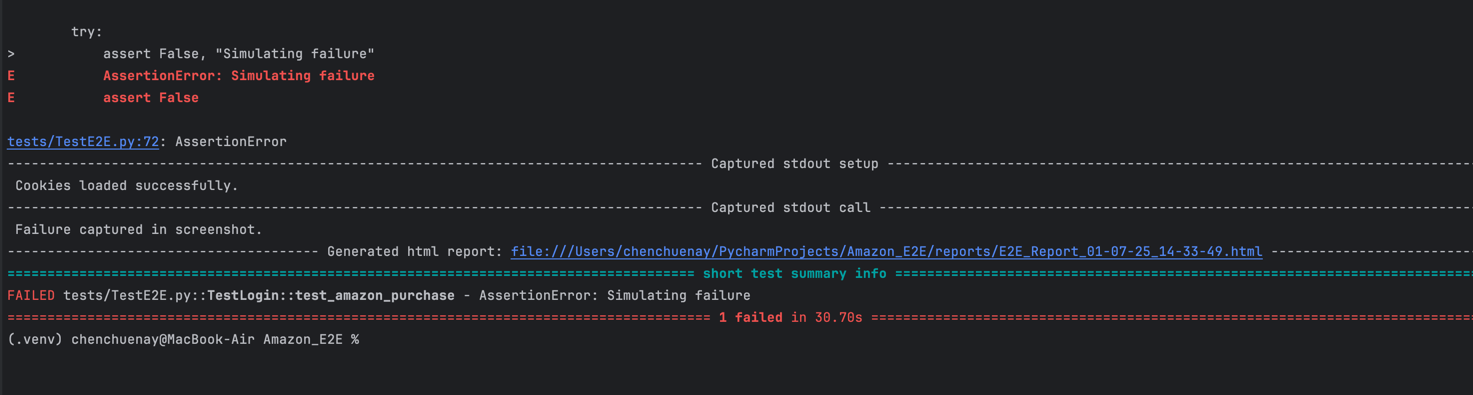 try:
> assert False, "Simulating failure"
E AssertionError: Simulating failure
E assert False
tests/TestE2E.py:72: AssertionError
--------------------------------------------------------------------------------------- Captured stdout setup --------------------------------------------------------------------------
Cookies loaded successfully.
--------------------------------------------------------------------------------------- Captured stdout call ---------------------------------------------------------------------------
Failure captured in screenshot.
--------------------------------------- Generated html report: file:///Users/chenchuenay/PycharmProjects/Amazon_E2E/reports/E2E_Report_01-07-25_14-33-49.html --------------------------
====================================================================================== short test summary info =========================================================================
FAILED tests/TestE2E.py::TestLogin::test_amazon_purchase - AssertionError: Simulating failure
======================================================================================== 1 failed in 30.70s ============================================================================
(.venv) chenchuenay@MacBook-Air Amazon_E2E %